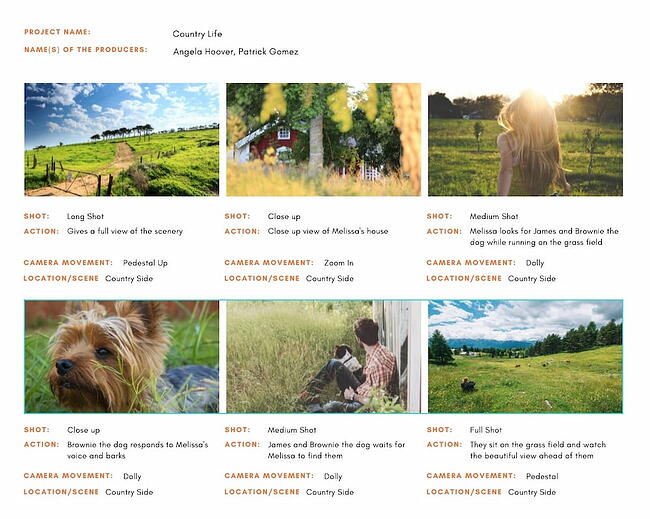 PROJECT NAME: Country Life
NAME(S) OF THE PRODUCERS: Angela Hoover, Patrick Gomez
SHOT: Long Shot
ACTION: Gives a full view of the scenery
CAMERA MOVEMENT: Pedestal Up
LOCATION/SCENE Country Side
SHOT: Close up
ACTION: Close up view of Melissa's house
CAMERA MOVEMENT: Zoom In
LOCATION/SCENE Country Side
SHOT: Medium Shot
ACTION: Melissa looks for James and Brownie the
dog while running on the grass field
CAMERA MOVEMENT: Dolly
LOCATION/SCENE Country Side
SHOT: Close up
ACTION: Brownie the dog responds to Melissa's
voice and barks
CAMERA MOVEMENT: Dolly
LOCATION/SCENE Country Side
SHOT: Medium Shot
ACTION: James and Brownie the dog waits for
Melissa to find them
CAMERA MOVEMENT: Dolly
LOCATION/SCENE Country Side
SHOT: Full Shot
ACTION: They sit on the grass field and watch
the beautiful view ahead of them
CAMERA MOVEMENT: Pedestal
LOCATION/SCENE Country Side